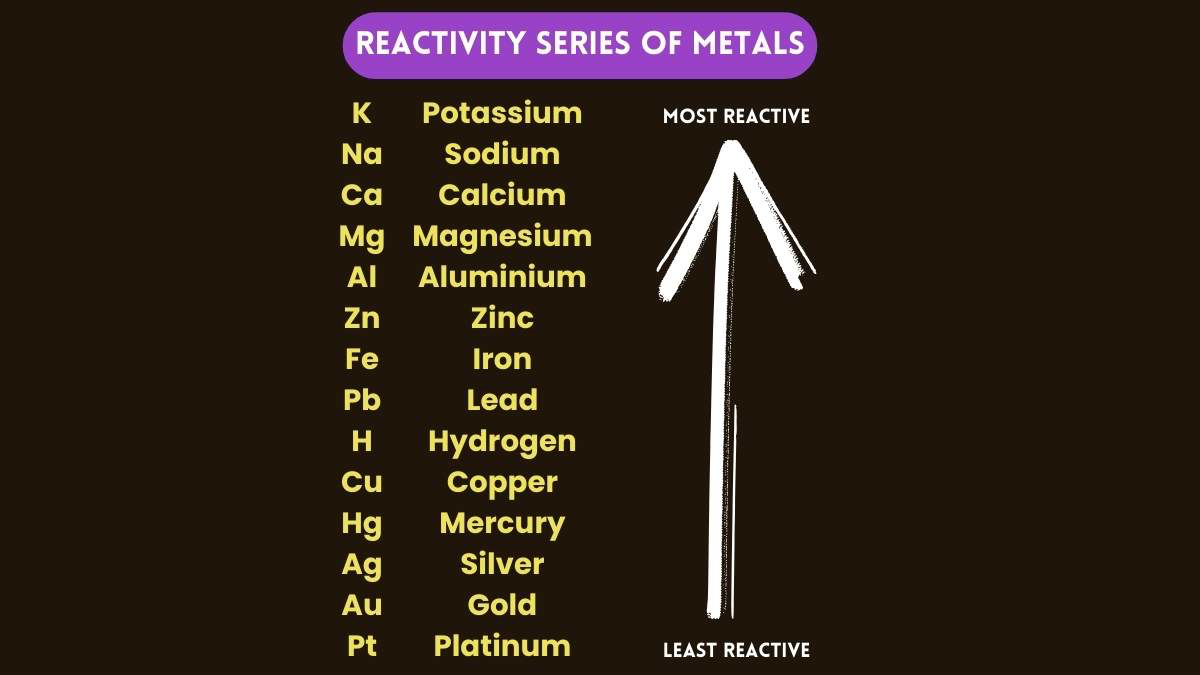 REACTIVITY SERIES OF METALS
K Potassium MOST REACTIVE
Na Sodium
Ca Calcium
Mg Magnesium
Al Aluminium
Zn Zinc
Fe Iron
Pb Lead
H Hydrogen
Cu Copper
Hg Mercury
Ag Silver
Au Gold
Pt Platinum LEAST REACTIVE